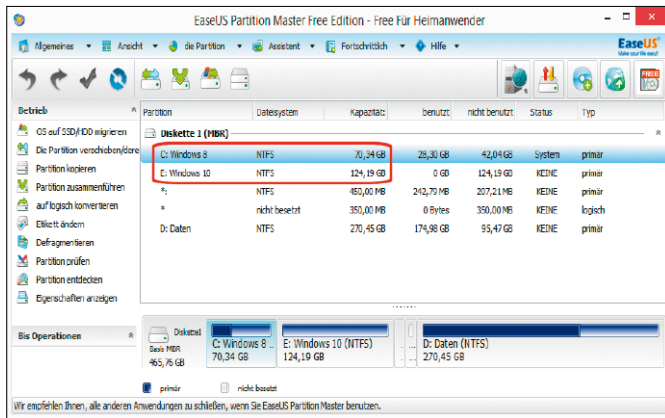 EaseUS Partition Master Free Edition - Free Für Heimanwender
Allgemeines Ansicht die Partition Assistent Fortschrittlich Hilfe EaseUS
Make your life easy!
FREE
Betrieb Partition Dateisystem Kapazität: benutzt nicht benutzt Status Typ
OS auf SSD/HDD migrieren Diskette 1 (MBR)
Die Partition verschieben/dere C: Windows 8 NTFS 70,34 GB 28,30 GB 42,04 GB System primär
Partition kopieren E: Windows 10 NTFS 124,19 GB 0 GB 124,19 GB KEINE primär
Partition zusammenführen *: NTFS 450,00 MB 242,79 MB 207,21 MB KEINE primär
auf logisch konvertieren * nicht besetzt 350,00 MB 0 Bytes 350,00 MB KEINE logisch
Etikett ändern D: Daten NTFS 270,45 GB 174,98 GB 95,47 GB KEINE primär
Defragmentieren
Partition prüfen
Partition entdecken
Eigenschaften anzeigen
Bis Operationen
Diskette1
Basis MBR
465,76 GB
C: Windows 8 ..
70,34 GB
E: Windows 10 (NTFS)
124,19 GB
. ...
. ...
D: Daten (NTFS)
270,45 GB
primär nicht besetzt
Wir empfehlen Ihnen, alle anderen Anwendungen zu schließen, wenn Sie EaseUS Partition Master benutzen.